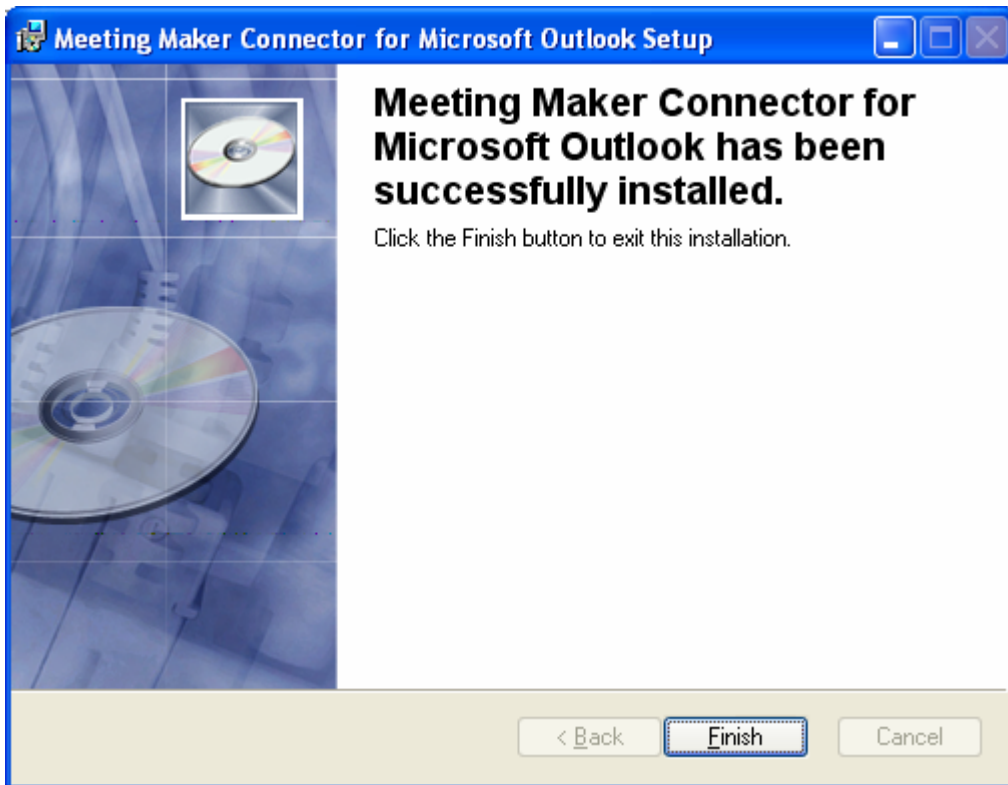 Meeting Maker Connector for Microsoft Outlook Setup
Meeting Maker Connector for
Microsoft Outlook has been
successfully installed.
Click the Finish button to exit this installation.
< Back
Finish
Cancel